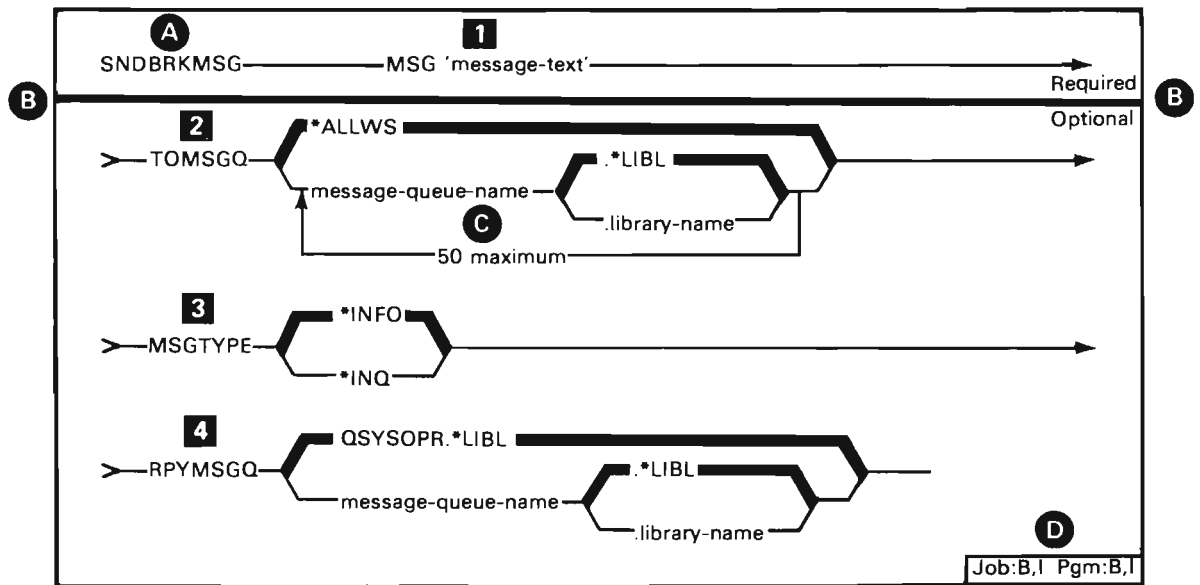 A
1
SNDBRKMSG MSG 'message-text'
Required
B B
Optional
2
*ALLWS
TOMSGQ
.*LIBL
message-queue-name
.library-name
C
50 maximum
3
*INFO
MSGTYPE
*INQ
4
QSYSOPR.*LIBL
RPYMSGQ
.*LIBL
message-queue-name
.library-name
D
Job:B,I Pgm:B,I